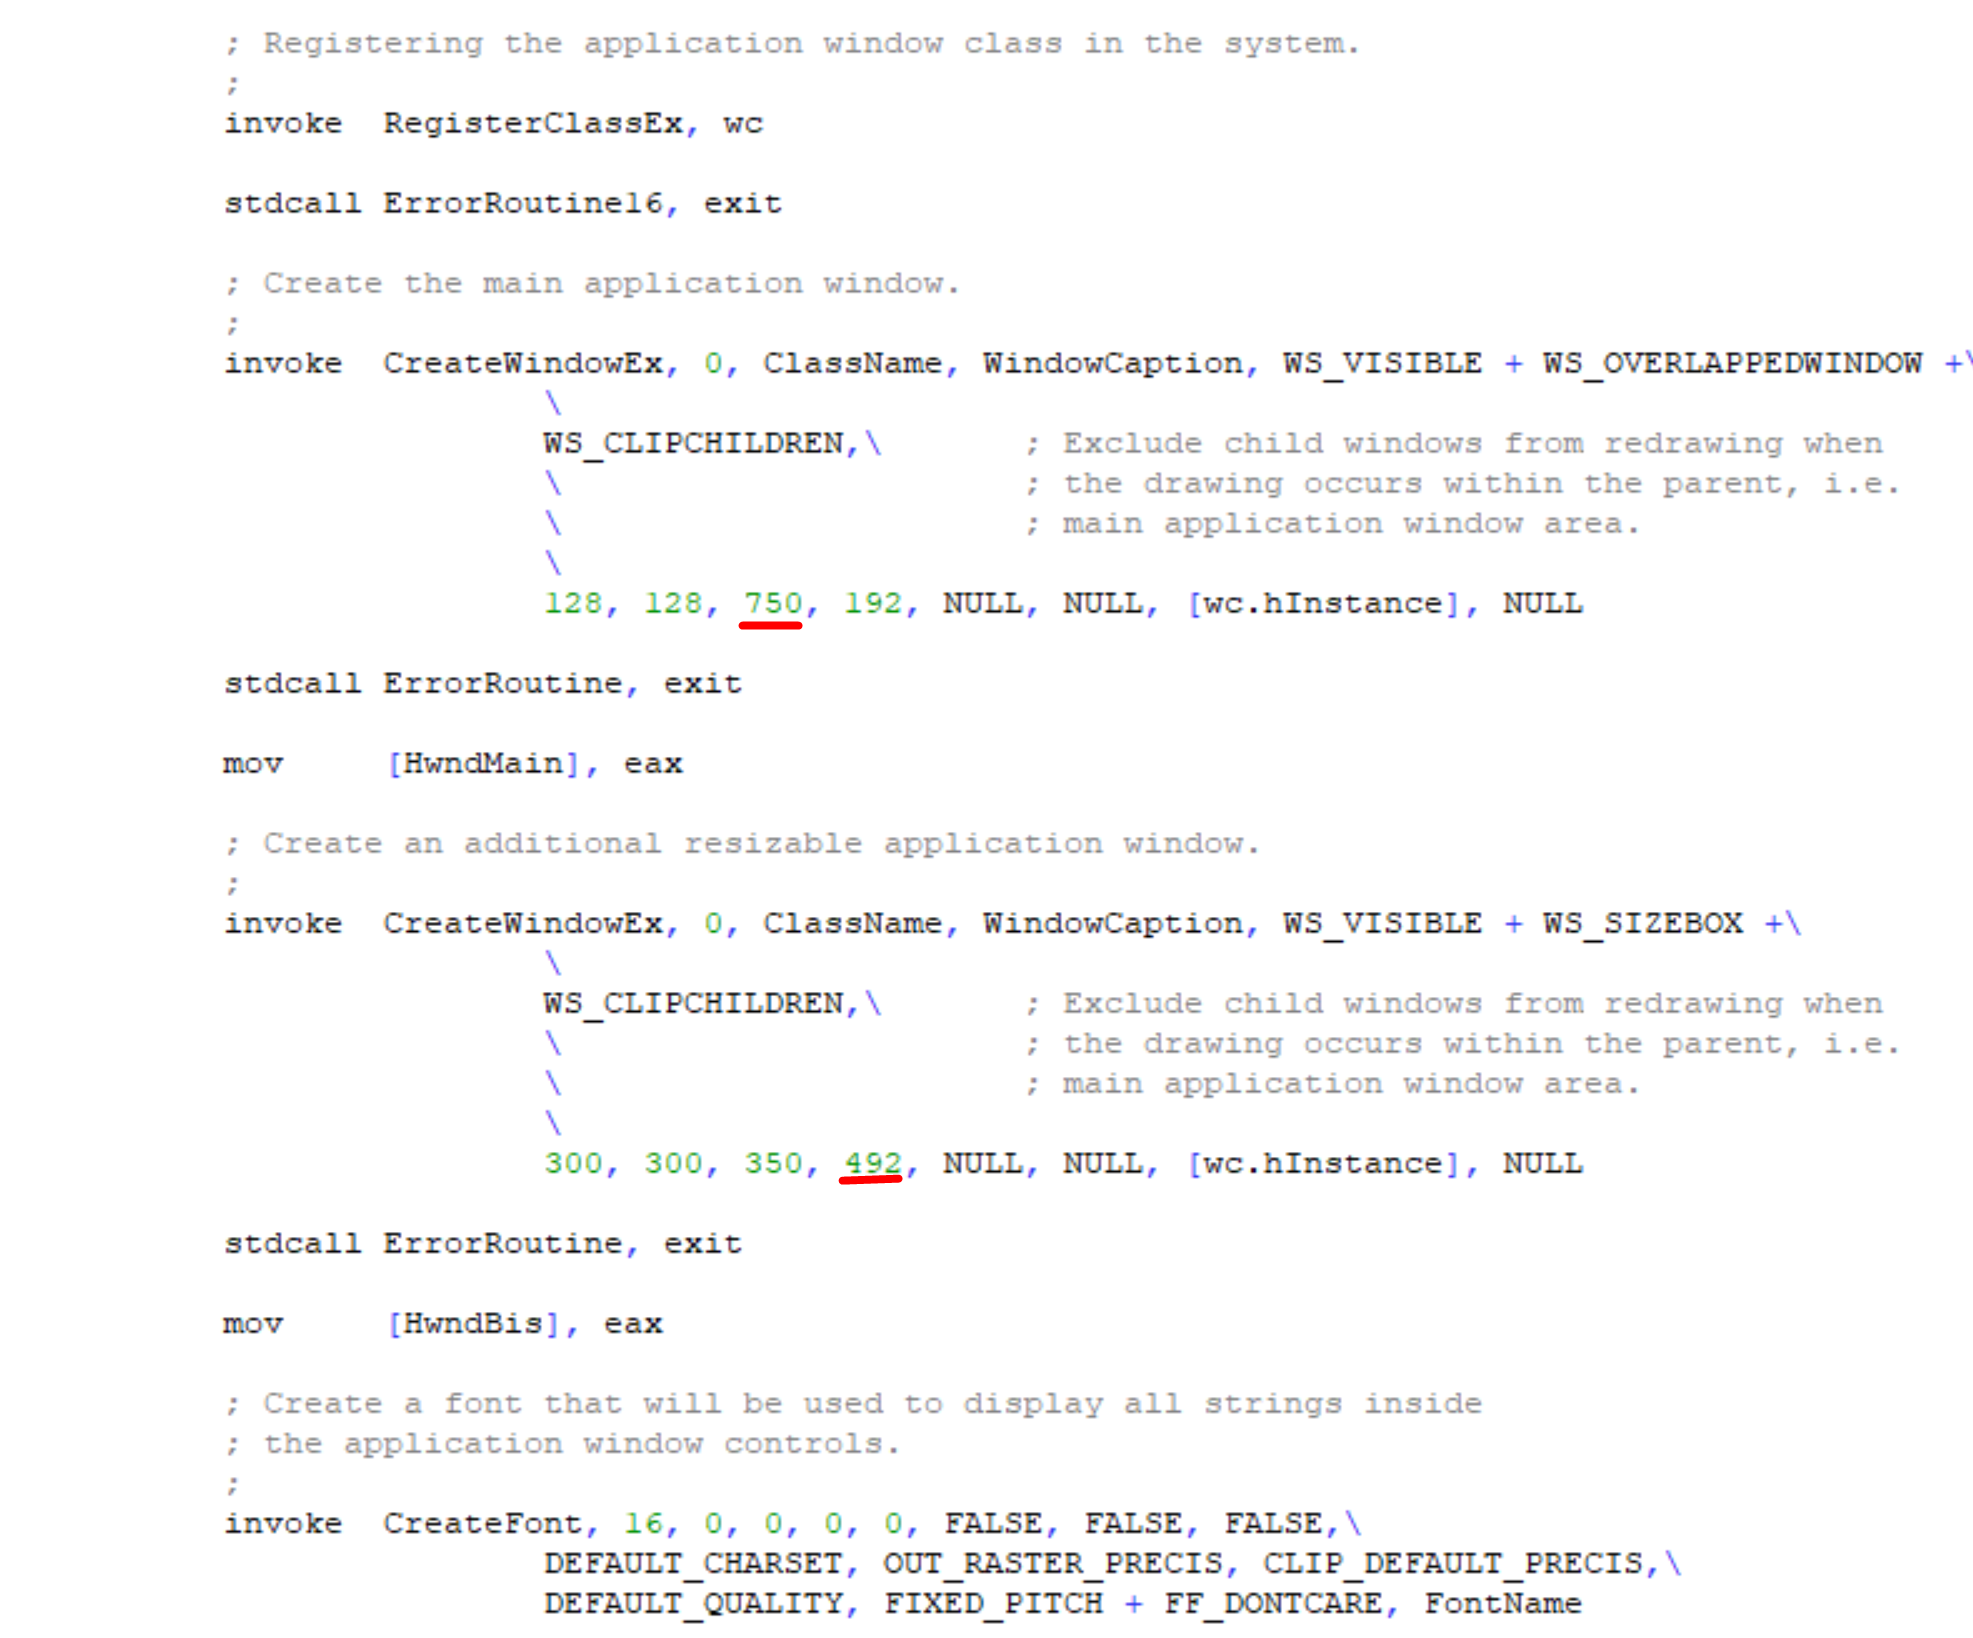 ; Registering the application window class in the system.
;
invoke  RegisterClassEx, wc
stdcall ErrorRoutine16, exit
; Create the main application window.
;
invoke  CreateWindowEx, 0, ClassName, WindowCaption, WS_VISIBLE + WS_OVERLAPPEDWINDOW +\
\
WS_CLIPCHILDREN,\       ; Exclude child windows from redrawing when
\                       ; the drawing occurs within the parent, i.e.
\                       ; main application window area.
\
128, 128, 750, 192, NULL, NULL, [wc.hInstance], NULL
stdcall ErrorRoutine, exit
mov     [HwndMain], eax
; Create an additional resizable application window.
;
invoke  CreateWindowEx, 0, ClassName, WindowCaption, WS_VISIBLE + WS_SIZEBOX +\
\
WS_CLIPCHILDREN,\       ; Exclude child windows from redrawing when
\                       ; the drawing occurs within the parent, i.e.
\                       ; main application window area.
\
300, 300, 350, 492, NULL, NULL, [wc.hInstance], NULL
stdcall ErrorRoutine, exit
mov     [HwndBis], eax
; Create a font that will be used to display all strings inside
; the application window controls.
;
invoke  CreateFont, 16, 0, 0, 0, 0, FALSE, FALSE, FALSE,\
DEFAULT_CHARSET, OUT_RASTER_PRECIS, CLIP_DEFAULT_PRECIS,\
DEFAULT_QUALITY, FIXED_PITCH + FF_DONTCARE, FontName